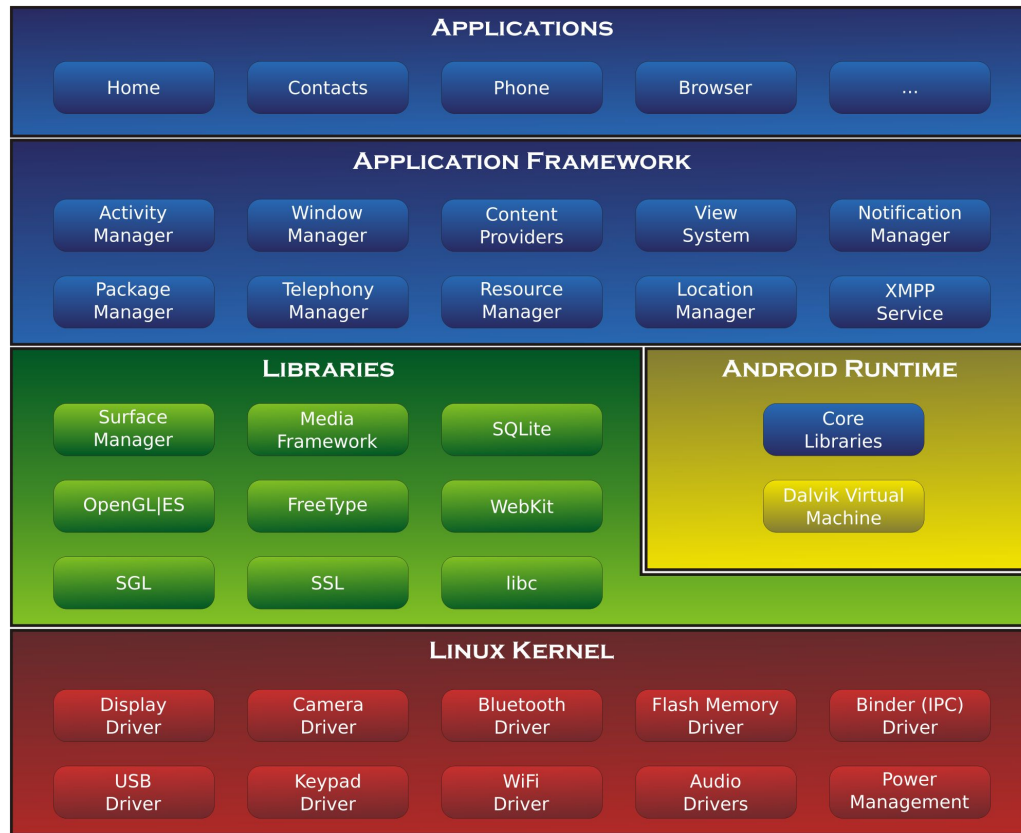 APPLICATIONS
Home
Contacts
Phone
Browser
...
APPLICATION FRAMEWORK
Activity
Manager
Window
Manager
Content
Providers
View
System
Notification
Manager
Package
Manager
Telephony
Manager
Resource
Manager
Location
Manager
XMPP
Service
LIBRARIES
Surface
Manager
Media
Framework
SQLite
OpenGL|ES
FreeType
WebKit
SGL
SSL
libc
ANDROID RUNTIME
Core
Libraries
Dalvik Virtual
Machine
LINUX KERNEL
Display
Driver
Camera
Driver
Bluetooth
Driver
Flash Memory
Driver
Binder (IPC)
Driver
USB
Driver
Keypad
Driver
WiFi
Driver
Audio
Drivers
Power
Management